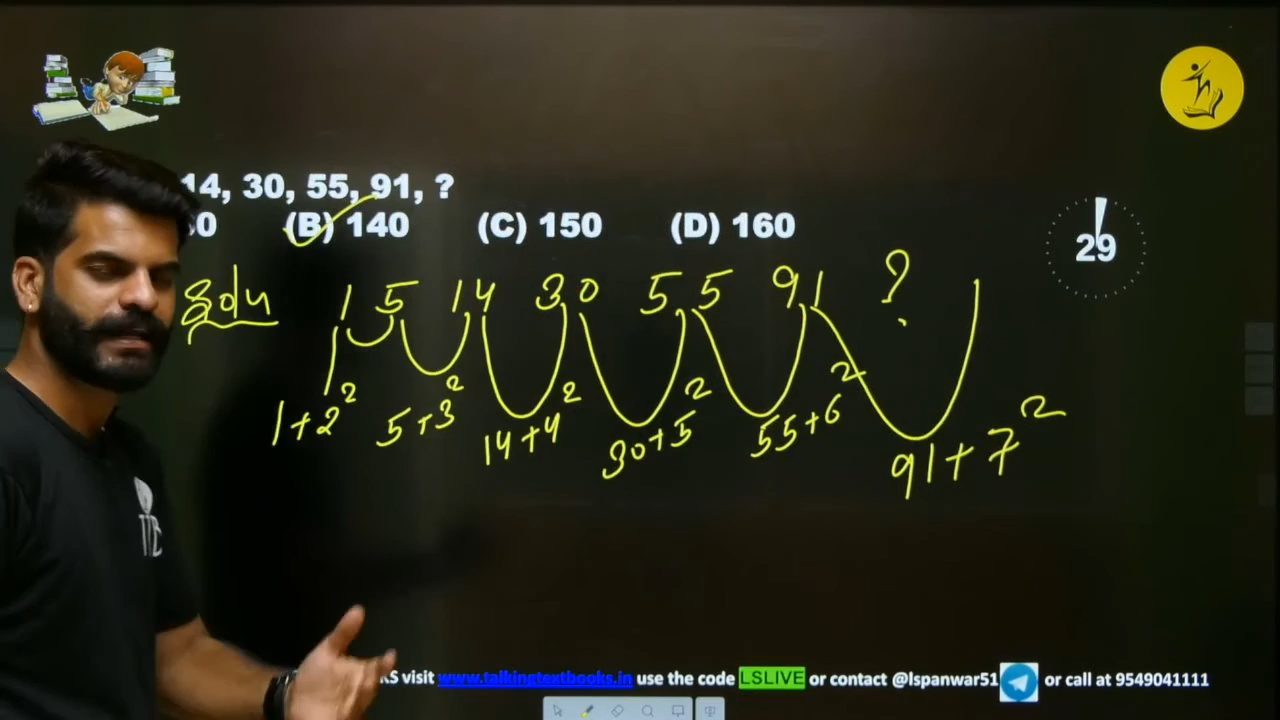 14, 30, 55, 91, ?
0 (B) 140 (C) 150 (D) 160
29
Soln 1 5 14 30 55 91 ?
1+2² 5+3² 14+4² 30+5² 55+6² 91+7²
KS visit www.talkingtextbooks.in use the code LSLIVE or contact @lspanwar51 or call at 9549041111